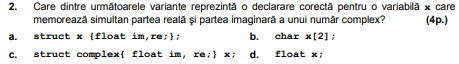 2. Care dintre următoarele variante reprezintă o declarare corectă pentru o variabilă x care
memorează simultan partea reală şi partea imaginară a unui număr complex? (4p.)
a. struct x {float im,re;}; b. char x[2];
c. struct complex{ float im, re;} x; d. float x;